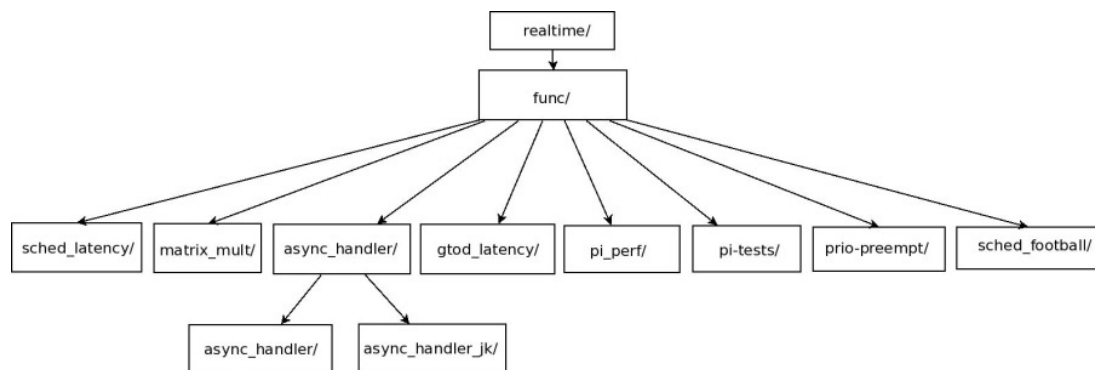 realtime/
func/
sched_latency/
matrix_mult/
async_handler/
gtod_latency/
pi_perf/
pi-tests/
prio-preempt/
sched_football/
async_handler/
async_handler_jk/